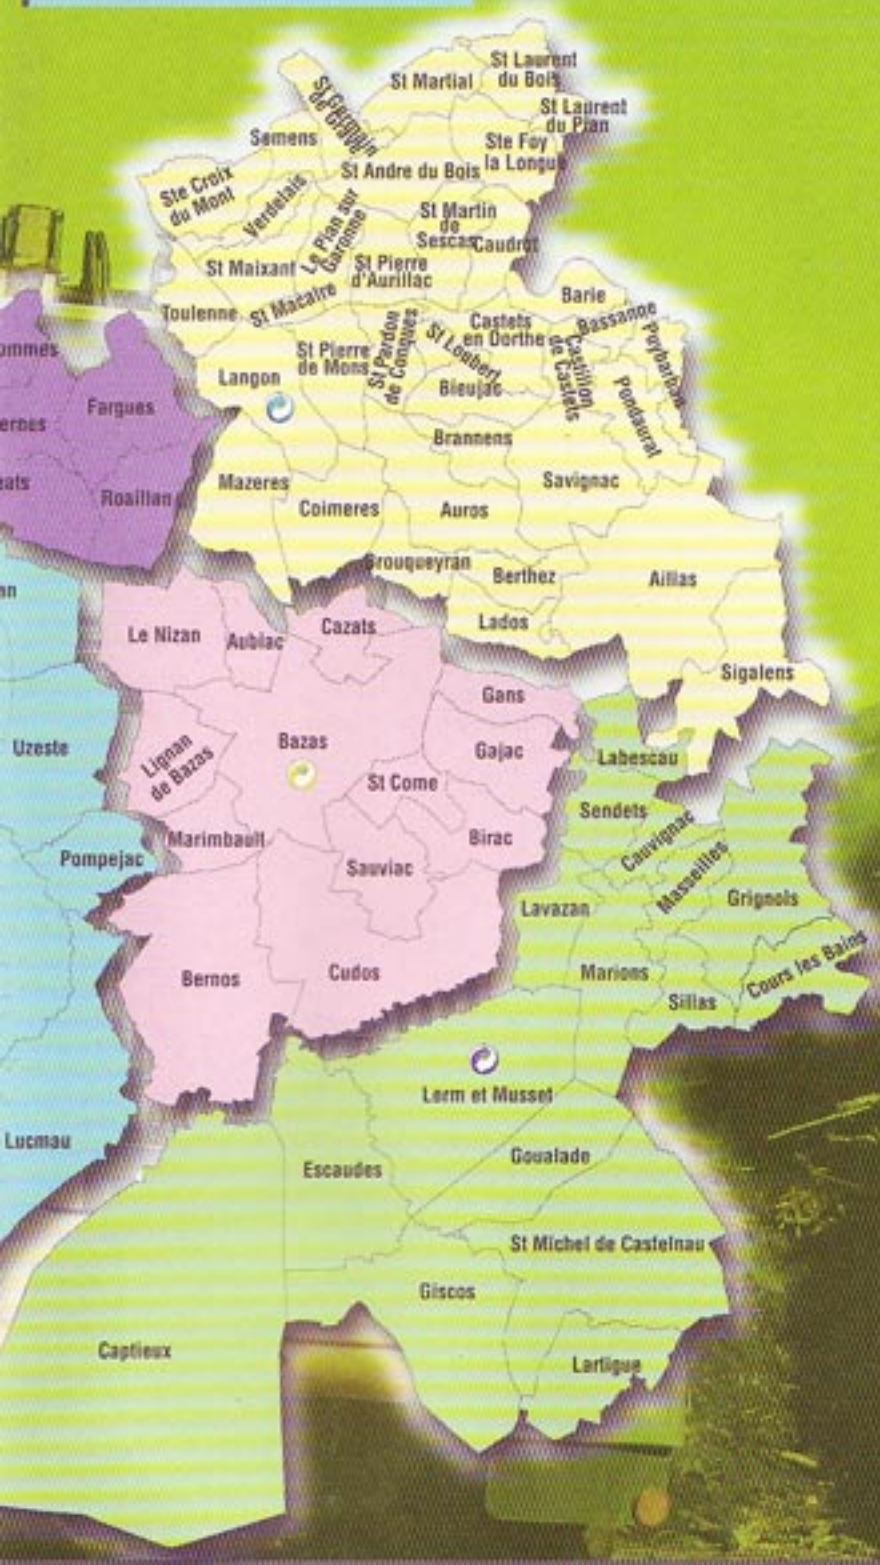 St Laurent
du Bois
St Martial
St Germain
de Grave
St Laurent
du Plan
Semens
Ste Foy
la Longue
St Andre du Bois
Ste Croix
du Mont
Verdelais
Le Pian sur
Garonne
St Martin
de
Sescas
Caudrot
St Maixant
St Pierre
d'Aurillac
Barie
St Macaire
Toulenne
Bassanne
Castets
en Dorthe
Puybarban
St Pardon
de Conques
St Loubert
Castillon
de Castets
ommes
St Pierre
de Mons
Langon
Bieujac
Pondaurat
Fargues
ernes
Brannens
eats
Mazeres
Savignac
Roaillan
Coimeres
Auros
Brouqueyran
Berthez
Aillas
an
Lados
Le Nizan
Aubiac
Cazats
Sigalens
Gans
Uzeste
Bazas
Gajac
Labescau
Lignan
de Bazas
St Come
Sendets
Marimbault
Birac
Cauvignac
Pompejac
Sauviac
Masseilles
Grignols
Lavazan
Cours les Bains
Bernos
Cudos
Marions
Sillas
Lerm et Musset
Lucmau
Escaudes
Goualade
St Michel de Castelnau
Giscos
Captieux
Lartigue